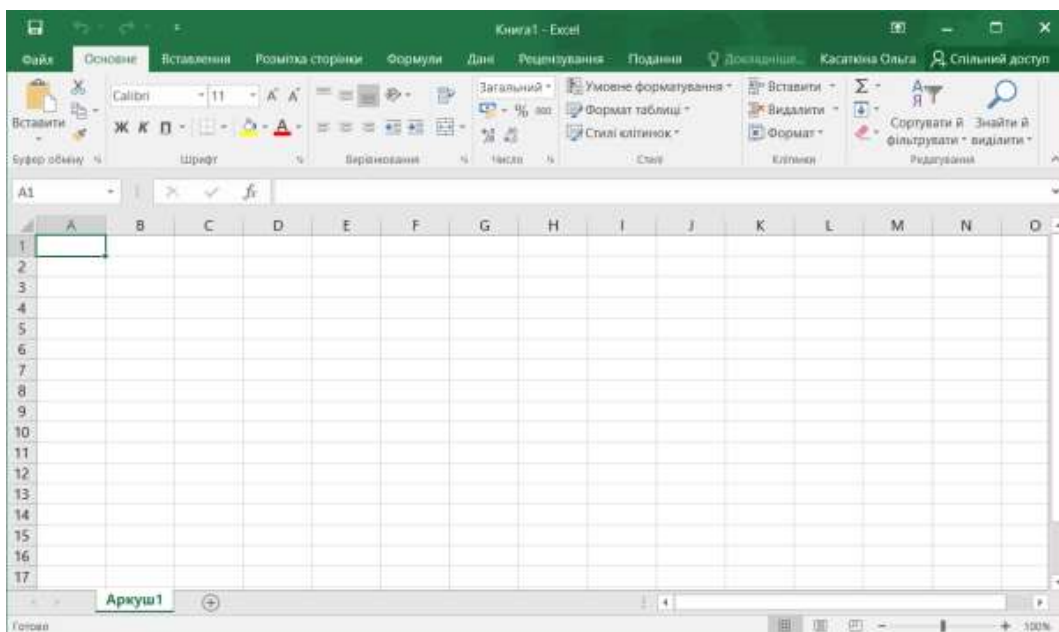 Книга1 - Excel
Файл Основне Вставлення Розмітка сторінки Формули Дані Рецензування Подання Докладніше... Касаткіна Ольга Спільний доступ
Вставити
Calibri 11
Ж К П
Загальний
% 000
Умовне форматування
Формат таблиці
Стилі клітинок
Вставити
Видалити
Формат
Сортувати й фільтрувати
Знайти й виділити
Буфер обміну Шрифт Вирівнювання Число Стилі Клітинки Редагування
A1 fx
A B C D E F G H I J K L M N O
1
2
3
4
5
6
7
8
9
10
11
12
13
14
15
16
17
Аркуш1
Готово 100%